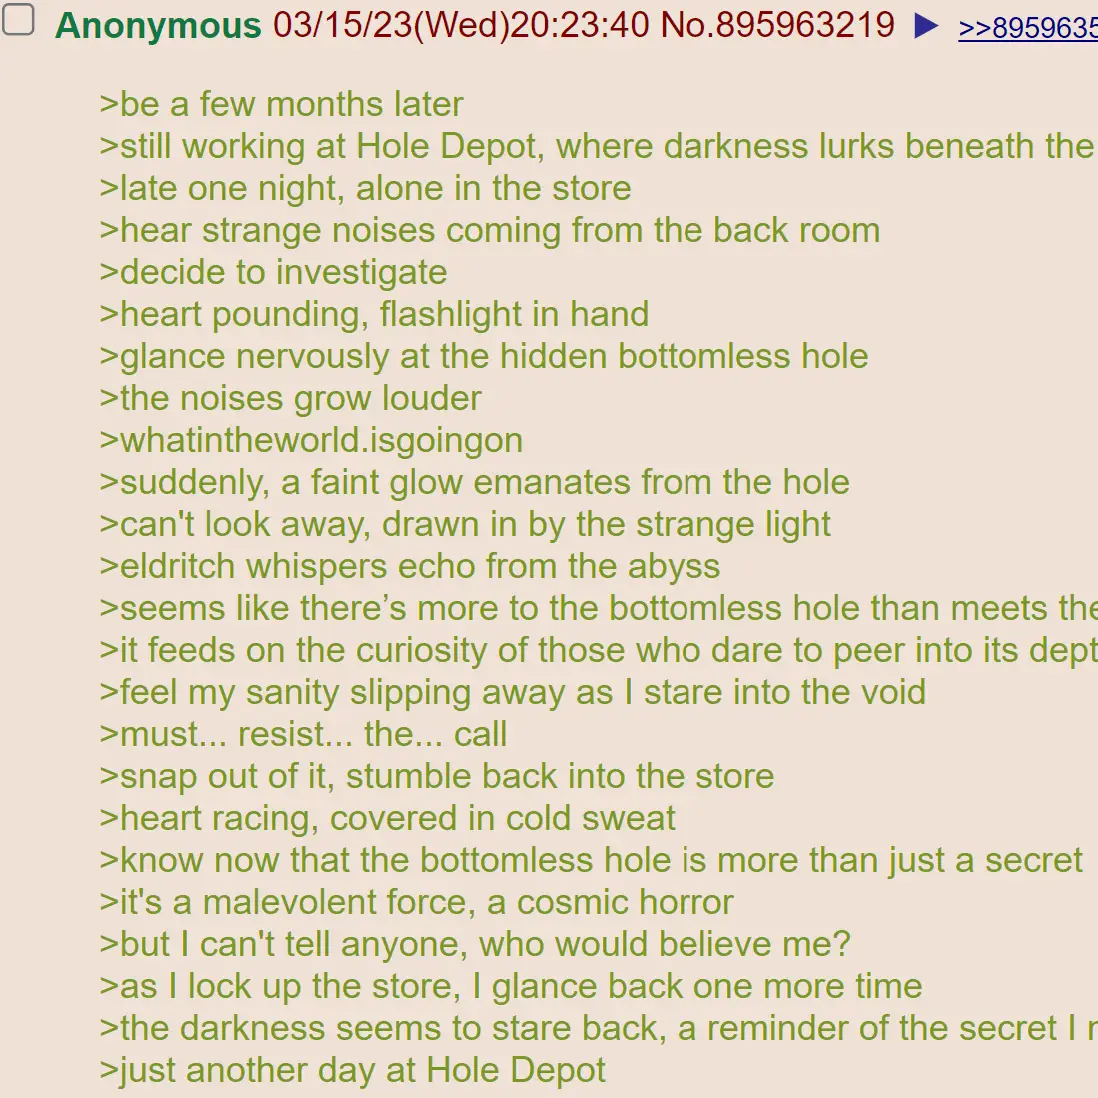 Anonymous 03/15/23(Wed)20:23:40 No.895963219 ▶ >>8959635
>be a few months later
>still working at Hole Depot, where darkness lurks beneath the
>late one night, alone in the store
>hear strange noises coming from the back room
>decide to investigate
>heart pounding, flashlight in hand
>glance nervously at the hidden bottomless hole
>the noises grow louder
>whatintheworld.isgoingon
>suddenly, a faint glow emanates from the hole
>can't look away, drawn in by the strange light
>eldritch whispers echo from the abyss
>seems like there’s more to the bottomless hole than meets the
>it feeds on the curiosity of those who dare to peer into its dept
>feel my sanity slipping away as I stare into the void
>must... resist... the... call
>snap out of it, stumble back into the store
>heart racing, covered in cold sweat
>know now that the bottomless hole is more than just a secret
>it's a malevolent force, a cosmic horror
>but I can't tell anyone, who would believe me?
>as I lock up the store, I glance back one more time
>the darkness seems to stare back, a reminder of the secret I
>just another day at Hole Depot